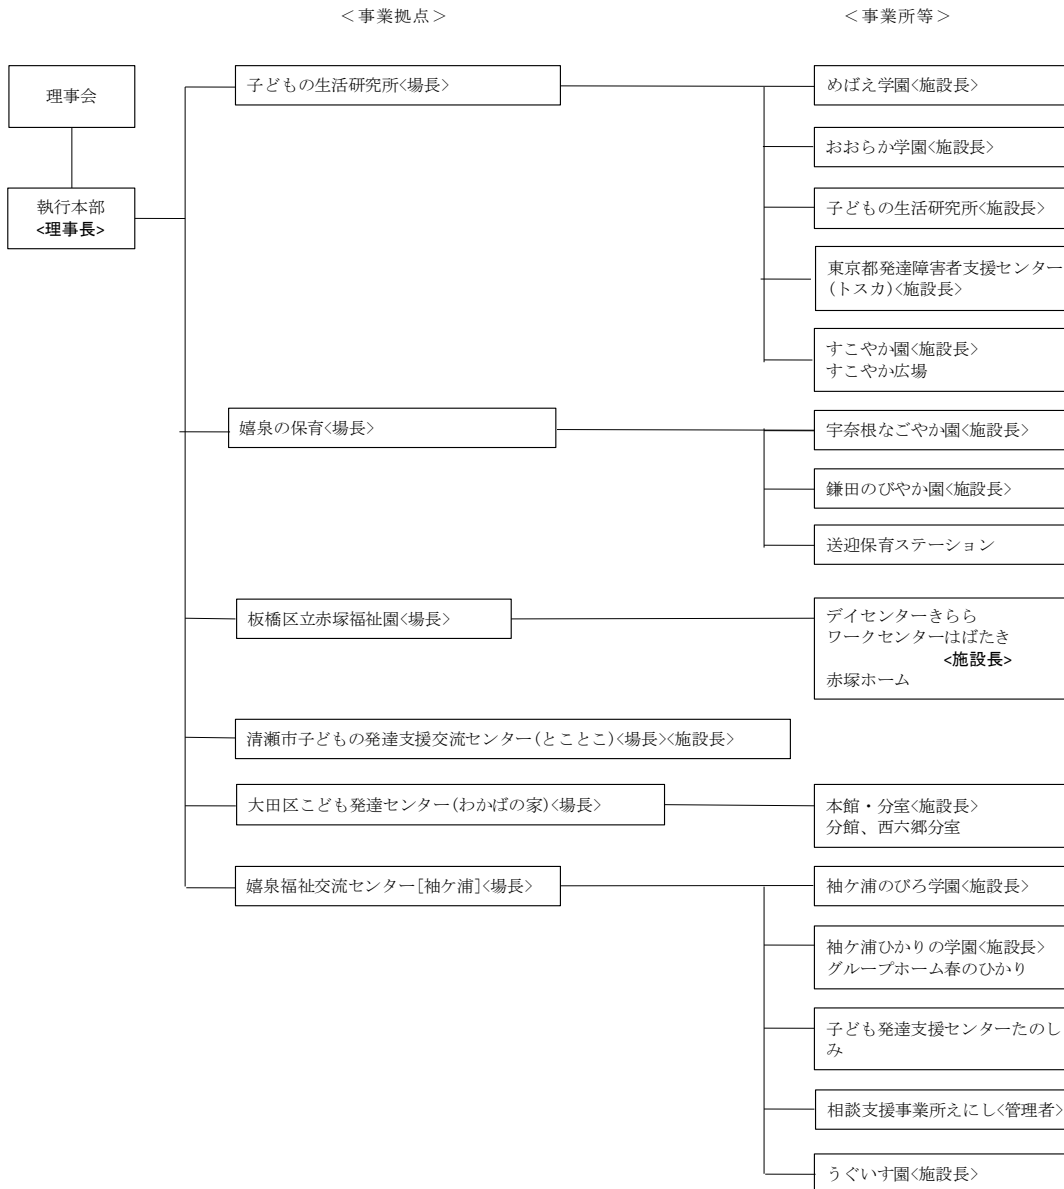 ＜事業拠点＞
＜事業所等＞
理事会
執行本部
<理事長>
子どもの生活研究所<場長>
めばえ学園<施設長>
おおらか学園<施設長>
子どもの生活研究所<施設長>
東京都発達障害者支援センター
(トスカ)<施設長>
すこやか園<施設長>
すこやか広場
嬉泉の保育<場長>
宇奈根なごやか園<施設長>
鎌田のびやか園<施設長>
送迎保育ステーション
板橋区立赤塚福祉園<場長>
デイセンターきらら
ワークセンターはばたき
<施設長>
赤塚ホーム
清瀬市子どもの発達支援交流センター(とことこ)<場長><施設長>
大田区こども発達センター(わかばの家)<場長>
本館・分室<施設長>
分館、西六郷分室
嬉泉福祉交流センター[袖ケ浦]<場長>
袖ケ浦のびろ学園<施設長>
袖ケ浦ひかりの学園<施設長>
グループホーム春のひかり
子ども発達支援センターたのし
み
相談支援事業所えにし<管理者>
うぐいす園<施設長>